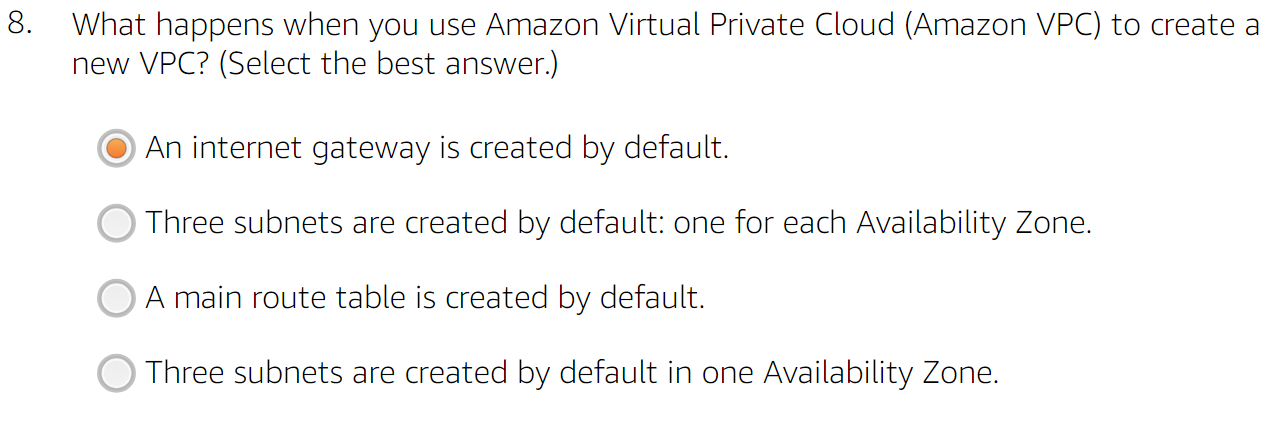 8. What happens when you use Amazon Virtual Private Cloud (Amazon VPC) to create a
new VPC? (Select the best answer.)
An internet gateway is created by default.
Three subnets are created by default: one for each Availability Zone.
A main route table is created by default.
Three subnets are created by default in one Availability Zone.